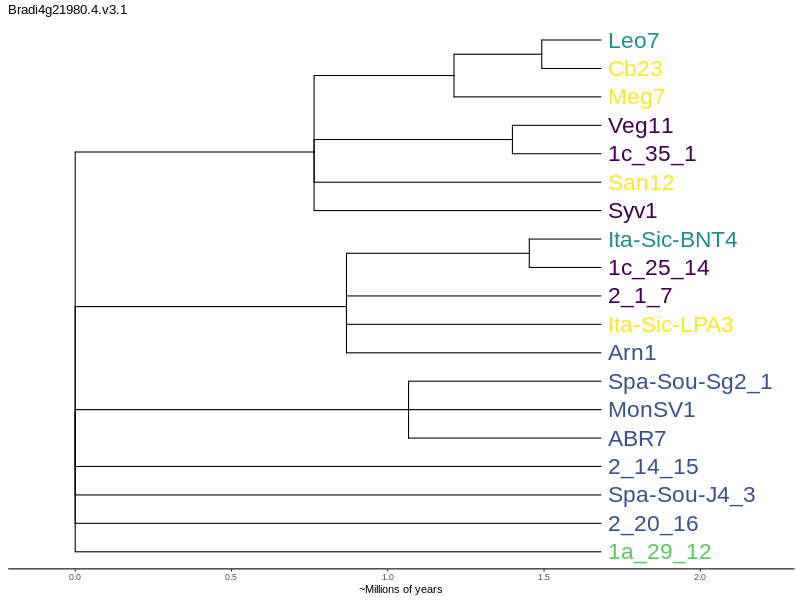 Bradi4g21980.4.v3.1
Leo7
Cb23
Meg7
Veg11
1c_35_1
San12
Syv1
Ita-Sic-BNT4
1c_25_14
2_1_7
Ita-Sic-LPA3
Arn1
Spa-Sou-Sg2_1
MonSV1
ABR7
2_14_15
Spa-Sou-J4_3
2_20_16
1a_29_12
0.0 0.5 1.0 1.5 2.0
~Millions of years